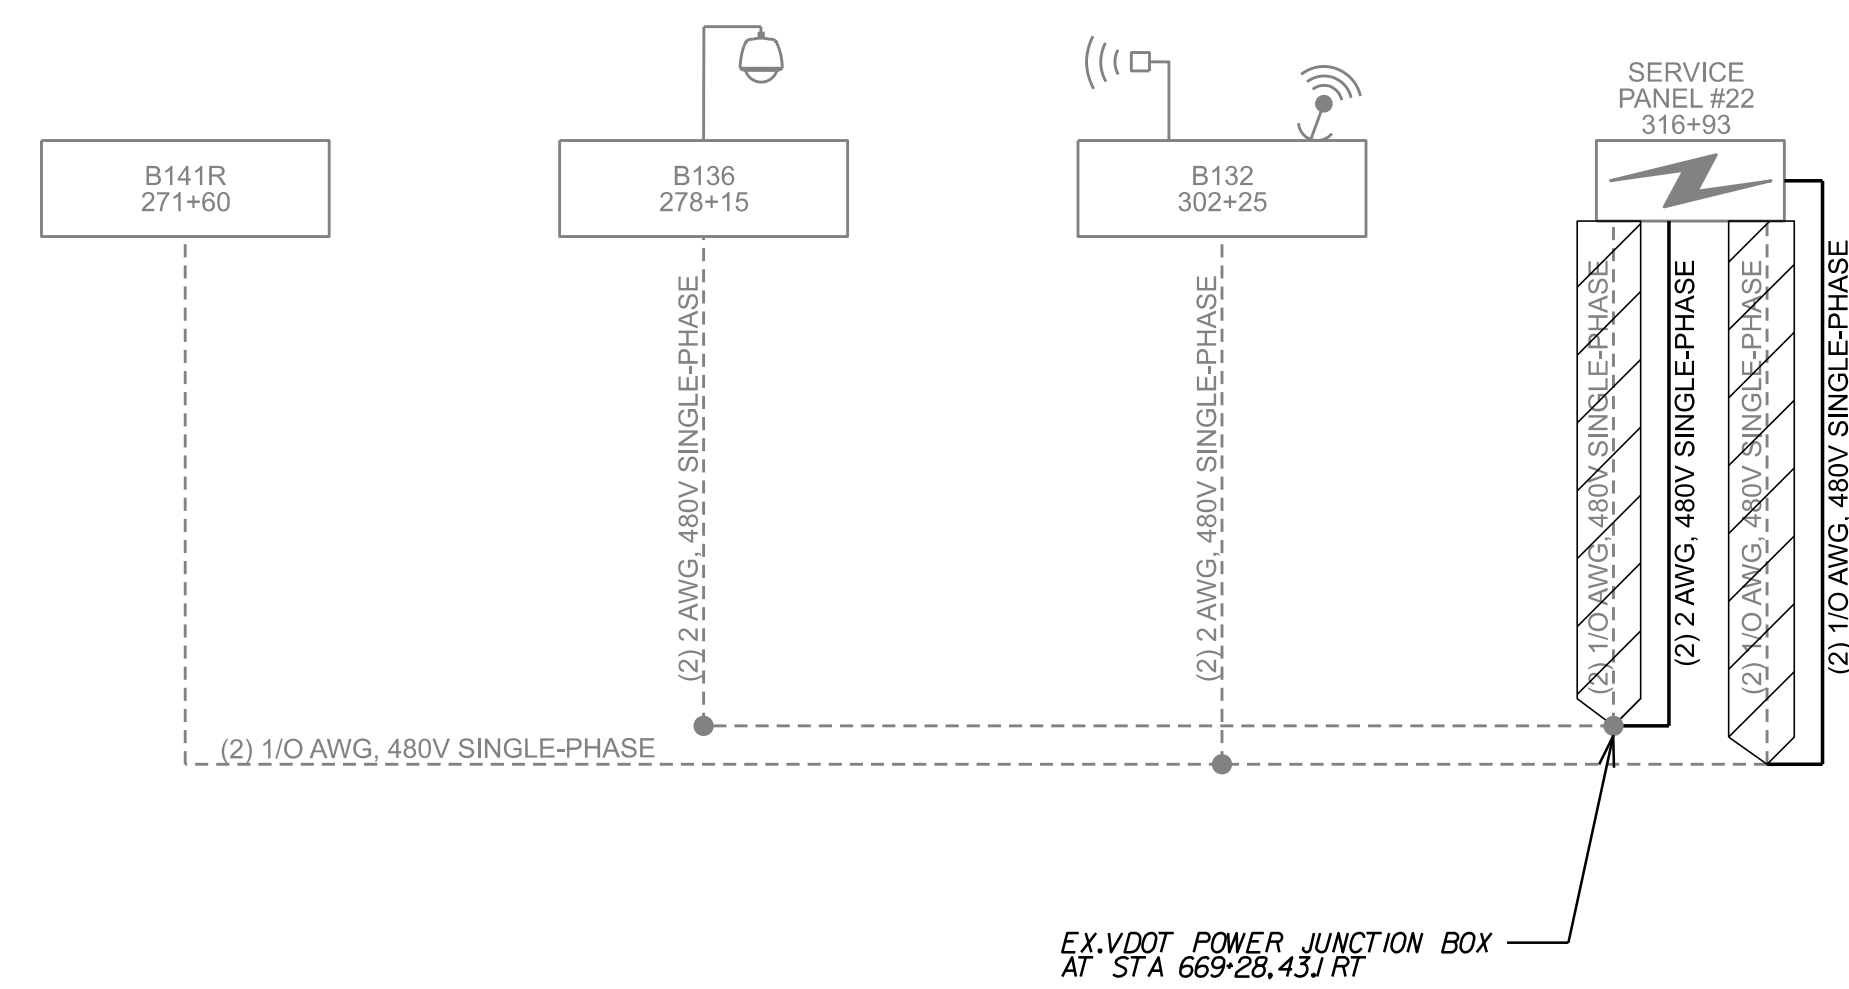 SERVICE
PANEL #22
316+93
B141R
271+60
B136
278+15
B132
302+25
(2) 2 AWG, 480V SINGLE-PHASE
(2) 2 AWG, 480V SINGLE-PHASE
(2) 1/O AWG, 480V SINGLE-PHASE
(2) 2 AWG, 480V SINGLE-PHASE
(2) 1/O AWG, 480V SINGLE-PHASE
(2) 1/O AWG, 480V SINGLE-PHASE
(2) 1/O AWG, 480V SINGLE-PHASE
EX.VDOT POWER JUNCTION BOX
AT STA 669+28,43.1 RT